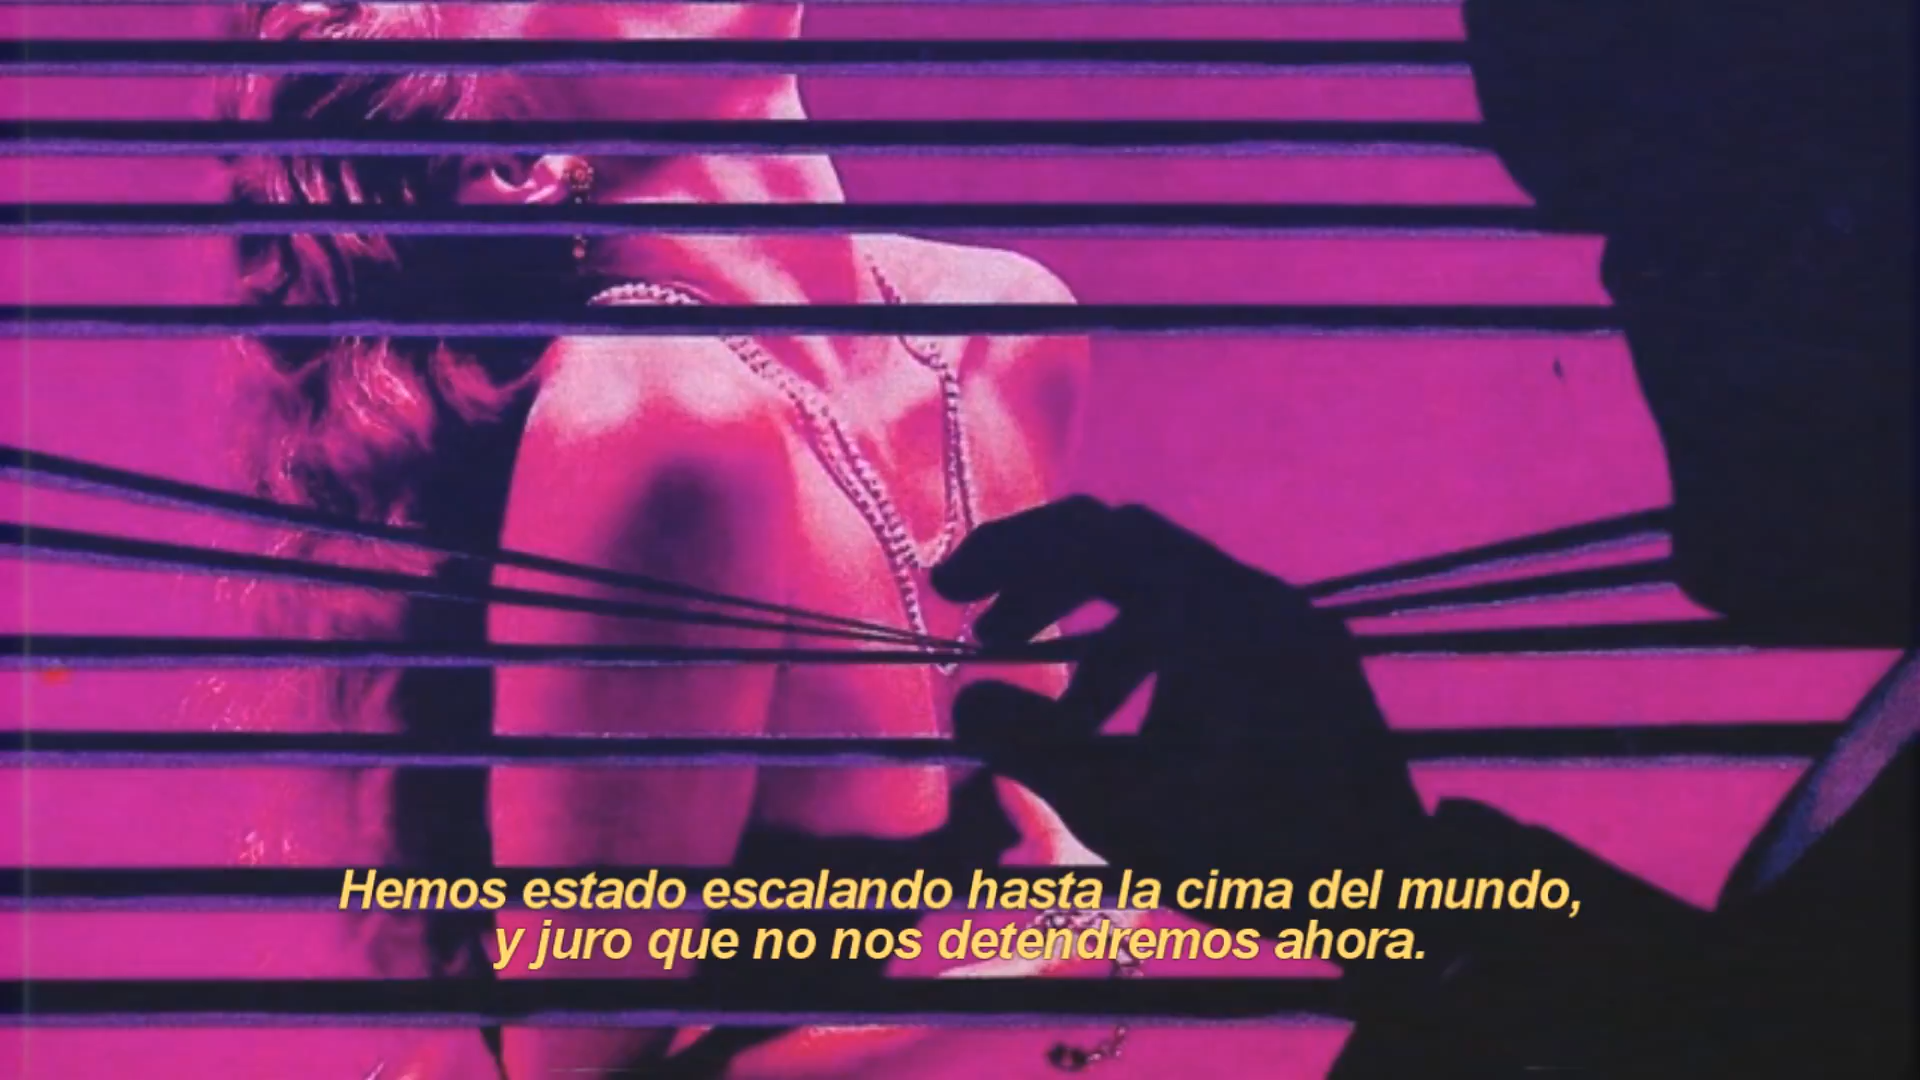 Hemos estado escalando hasta la cima del mundo,
y juro que no nos detendremos ahora.